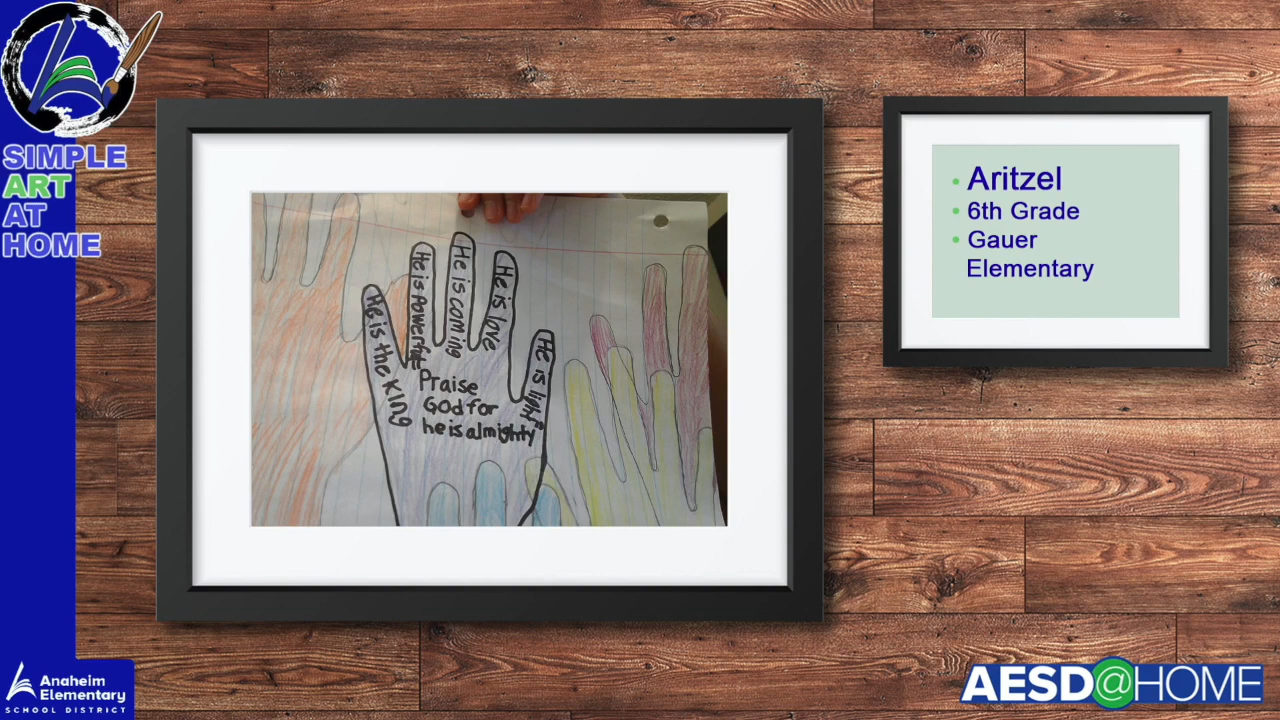 SIMPLE
ART
AT
HOME
He is the King
He is Powerful
He is coming
He is love
He is light
Praise
God for
he is almighty
Aritzel
6th Grade
Gauer
Elementary
Anaheim
Elementary
SCHOOL DISTRICT
AESD@HOME